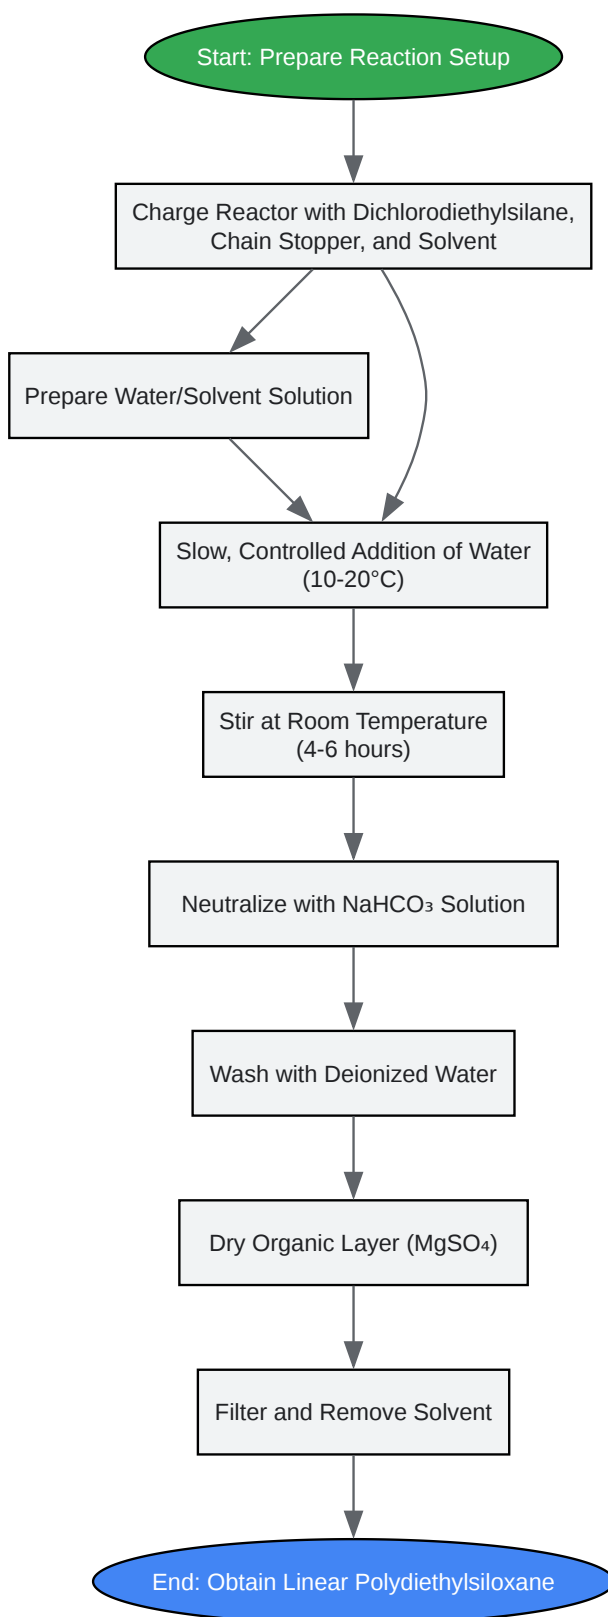 Start: Prepare Reaction Setup
Charge Reactor with Dichlorodiethylsilane,
Chain Stopper, and Solvent
Prepare Water/Solvent Solution
Slow, Controlled Addition of Water
(10-20°C)
Stir at Room Temperature
(4-6 hours)
Neutralize with NaHCO₃ Solution
Wash with Deionized Water
Dry Organic Layer (MgSO₄)
Filter and Remove Solvent
End: Obtain Linear Polydiethylsiloxane